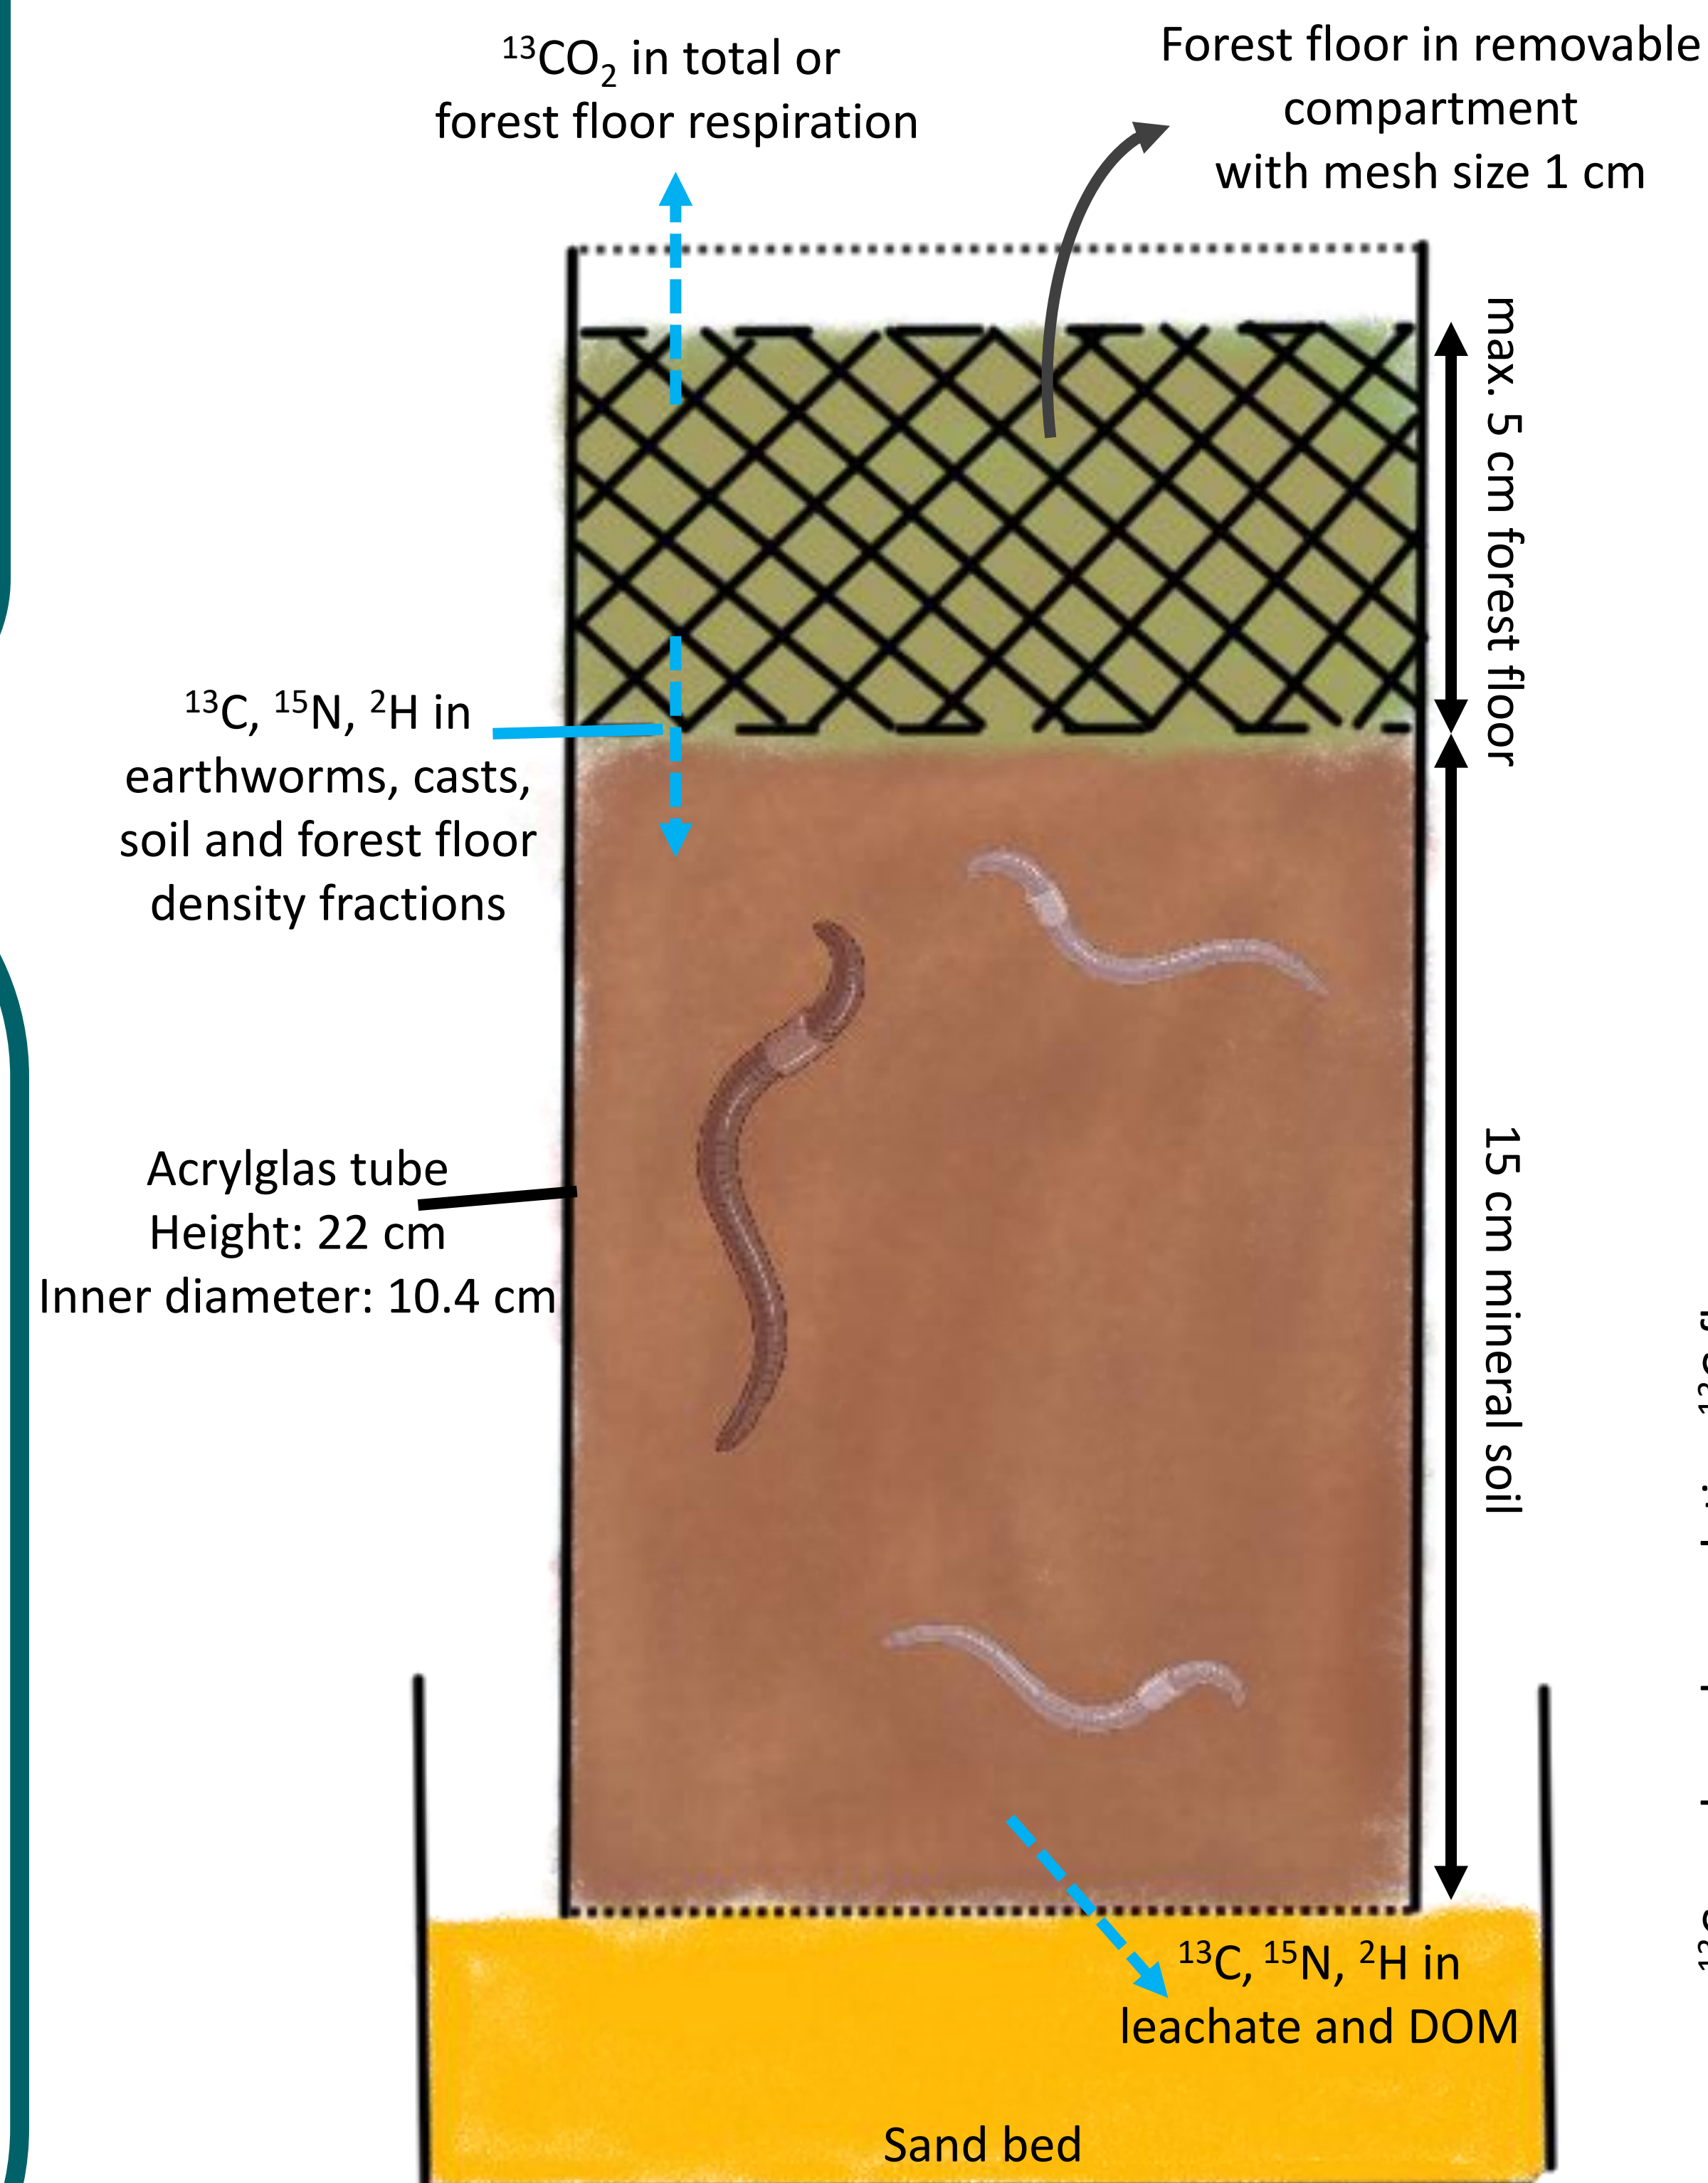 ¹³CO₂ in total or
forest floor respiration
Forest floor in removable
compartment
with mesh size 1 cm
max. 5 cm forest floor
¹³C, ¹⁵N, ²H in
earthworms, casts,
soil and forest floor
density fractions
Acrylglas tube
Height: 22 cm
Inner diameter: 10.4 cm
15 cm mineral soil
¹³C, ¹⁵N, ²H in
leachate and DOM
Sand bed